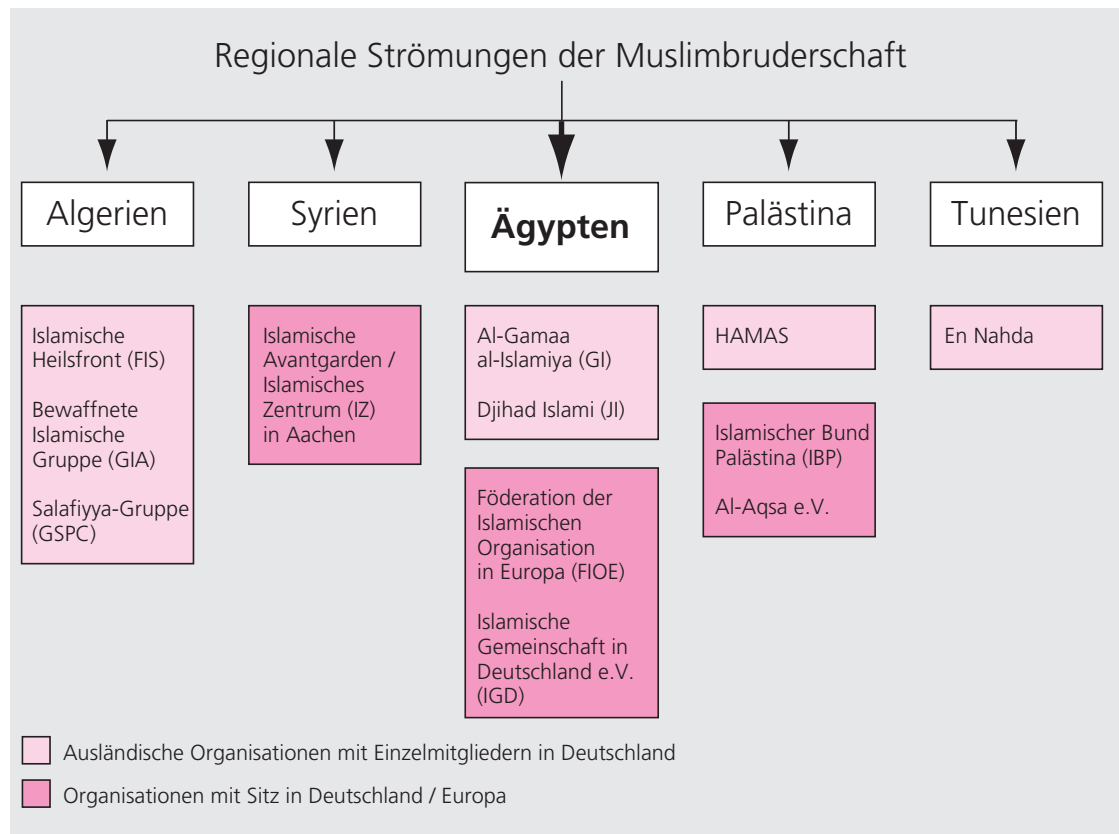 Regionale Strömungen der Muslimbruderschaft
Algerien
Syrien
Ägypten
Palästina
Tunesien
Islamische
Heilsfront (FIS)
Bewaffnete
Islamische
Gruppe (GIA)
Salafiyya-Gruppe
(GSPC)
Islamische
Avantgarden /
Islamisches
Zentrum (IZ)
in Aachen
Al-Gamaa
al-Islamiya (GI)
Djihad Islami (JI)
Föderation der
Islamischen
Organisation
in Europa (FIOE)
Islamische
Gemeinschaft in
Deutschland e.V.
(IGD)
HAMAS
Islamischer Bund
Palästina (IBP)
Al-Aqsa e.V.
En Nahda
Ausländische Organisationen mit Einzelmitgliedern in Deutschland
Organisationen mit Sitz in Deutschland / Europa